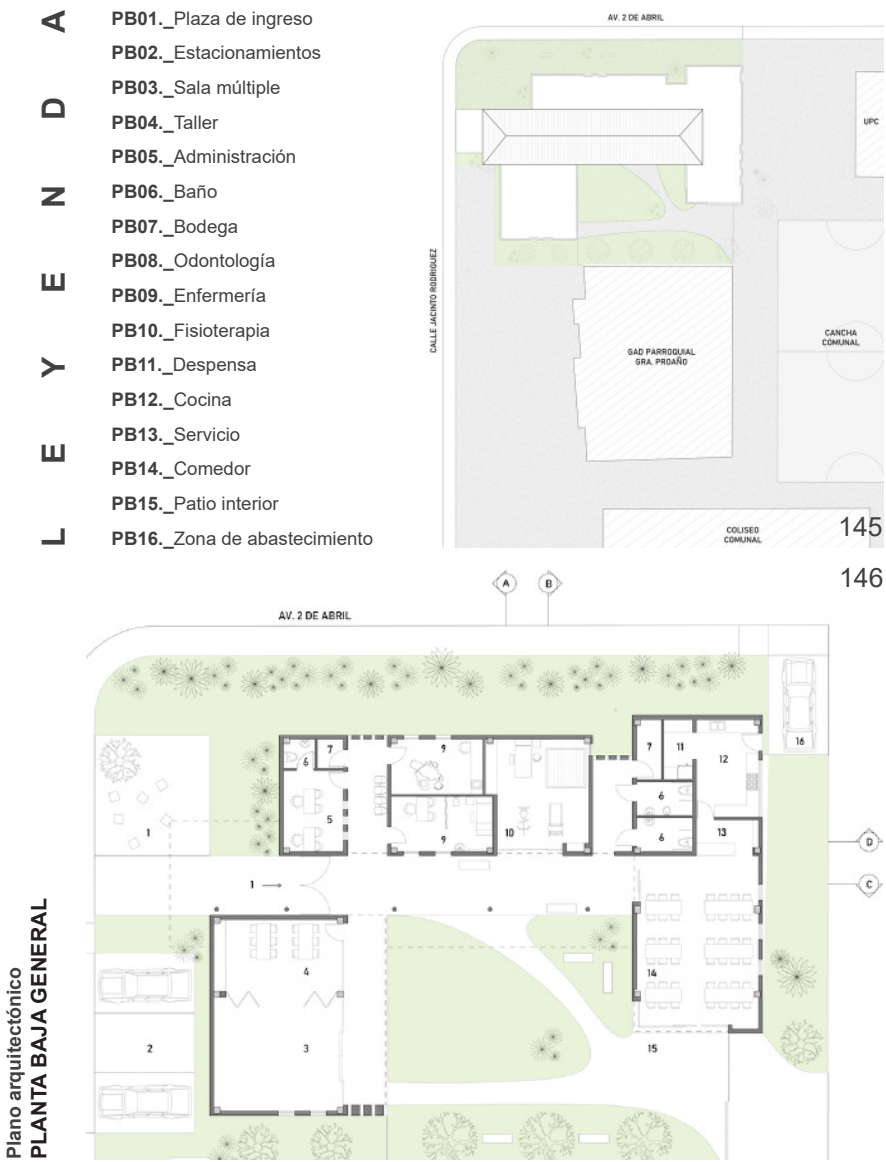 LEYENDA
PB01._Plaza de ingreso
PB02._Estacionamientos
PB03._Sala múltiple
PB04._Taller
PB05._Administración
PB06._Baño
PB07._Bodega
PB08._Odontología
PB09._Enfermería
PB10._Fisioterapia
PB11._Despensa
PB12._Cocina
PB13._Servicio
PB14._Comedor
PB15._Patio interior
PB16._Zona de abastecimiento
AV. 2 DE ABRIL
UPC
CALLE JACINTO RODRIGUEZ
GAD PARROQUIAL
GRA. PROAÑO
CANCHA
COMUNAL
COLISEO
COMUNAL
145
146
A
B
AV. 2 DE ABRIL
16
7
9
7
11
12
6
6
5
1
9
10
6
13
D
1
C
4
14
2
3
15
Plano arquitectónico
PLANTA BAJA GENERAL